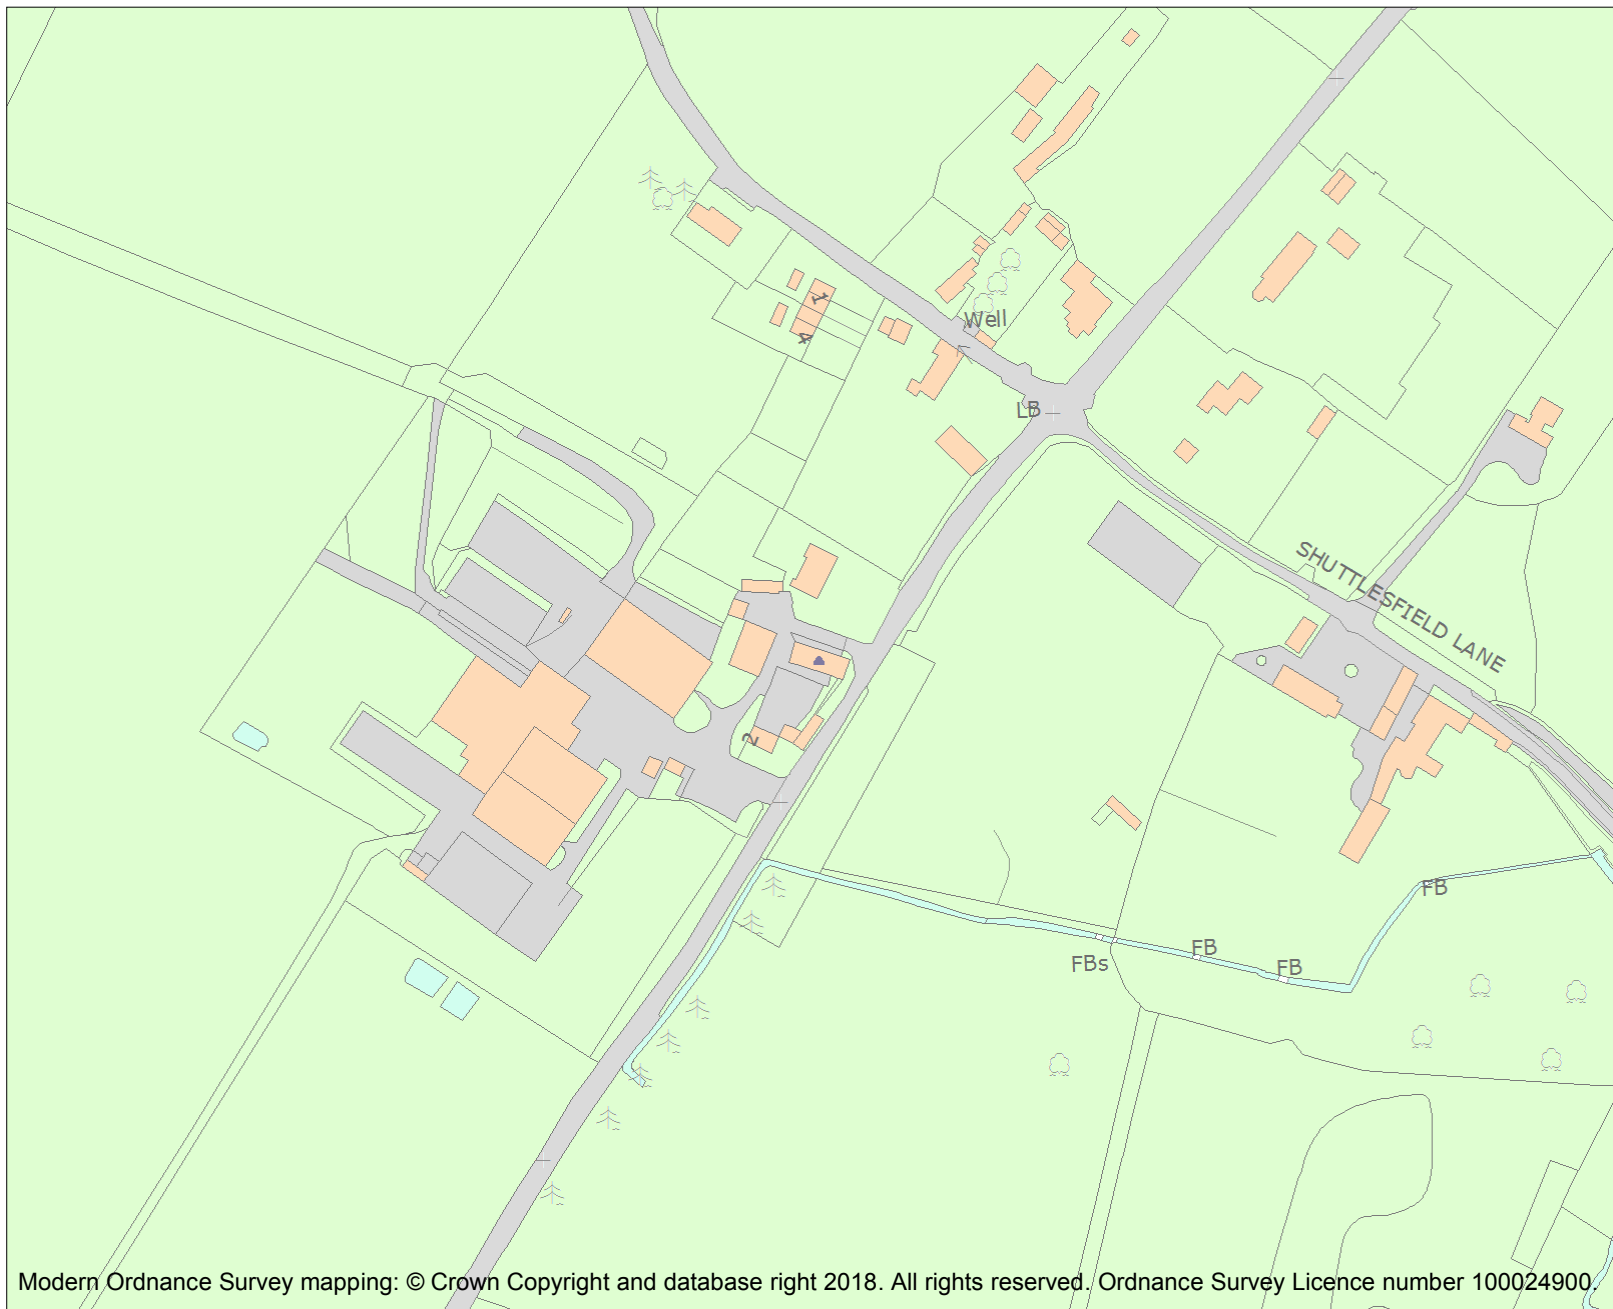 1
4
Well
LB
SHUTTLESFIELD LANE
2
FB
FB
FBs
FB
Modern Ordnance Survey mapping: © Crown Copyright and database right 2018. All rights reserved. Ordnance Survey Licence number 100024900.